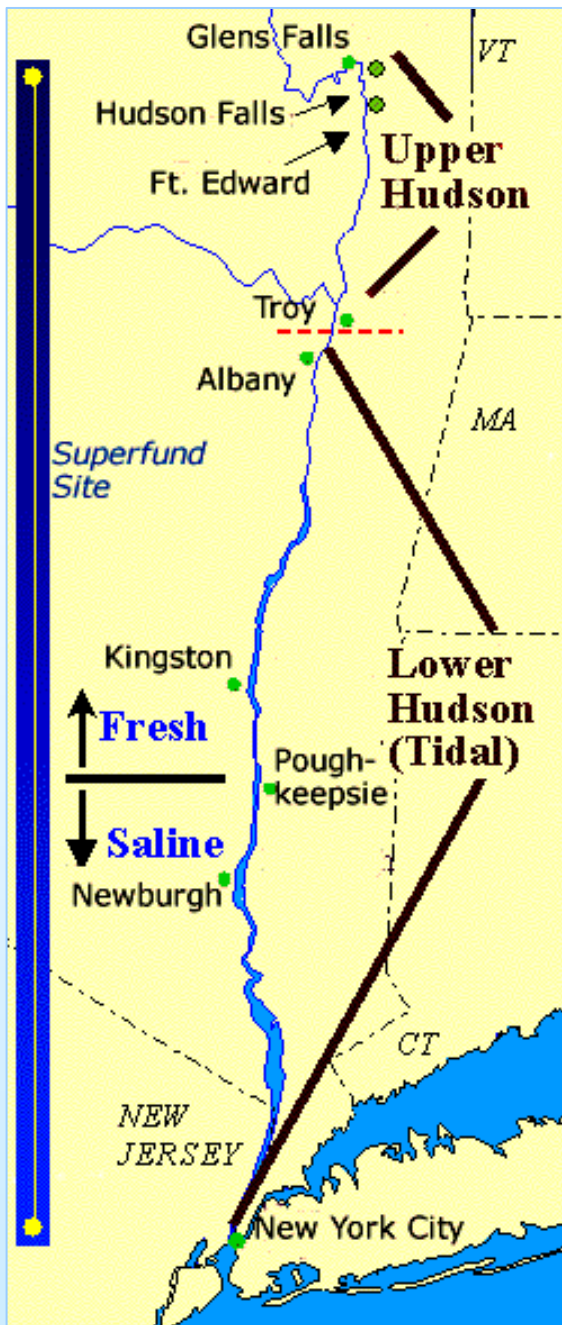 Glens Falls
VT
Hudson Falls
Ft. Edward
Upper
Hudson
Troy
Albany
MA
Superfund
Site
Kingston
Fresh
Lower
Hudson
(Tidal)
Pough-
keepsie
Saline
Newburgh
CT
NEW
JERSEY
New York City